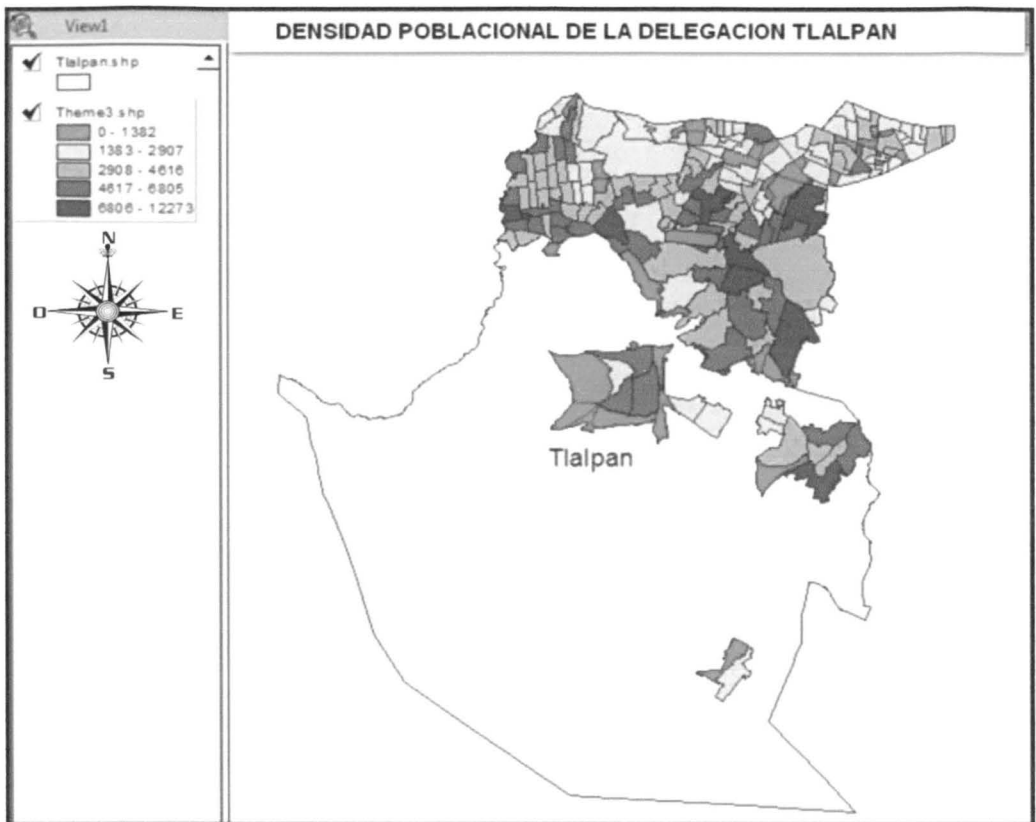 View1
DENSIDAD POBLACIONAL DE LA DELEGACION TLALPAN
Tlalpan.shp
Theme3.shp
0 - 1382
1383 - 2907
2908 - 4616
4617 - 6805
6806 - 12273
N
O
E
S
Tlalpan